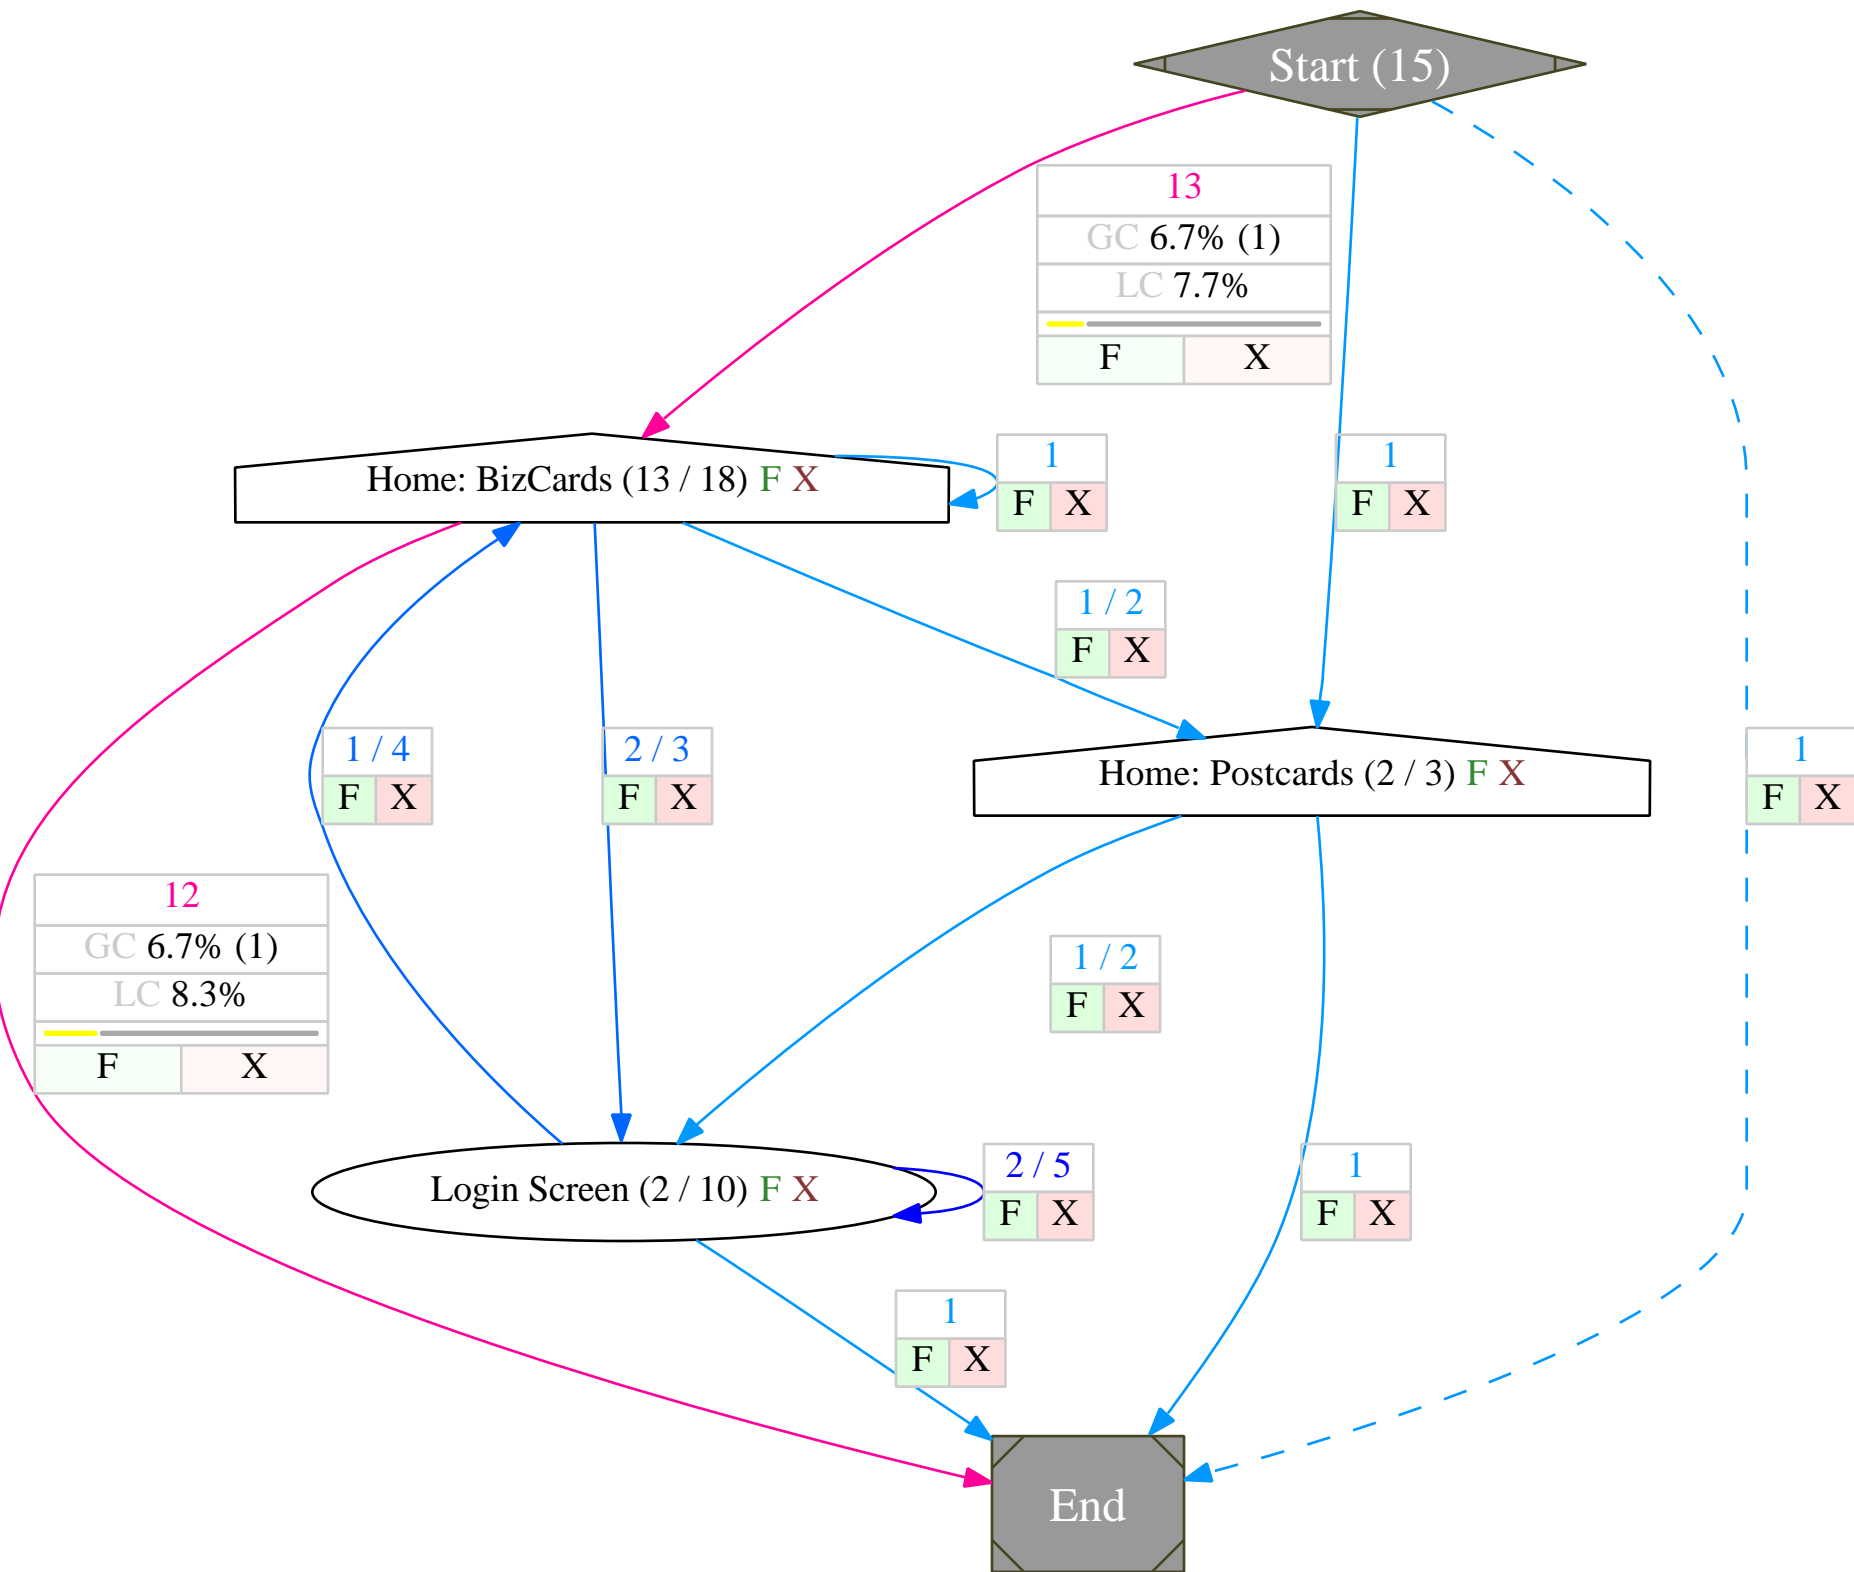 Start (15)
13
GC 6.7% (1)
LC 7.7%
F X
Home: BizCards (13 / 18) F X
1
F X
1
F X
1 / 2
F X
1 / 4
F X
2 / 3
F X
Home: Postcards (2 / 3) F X
1
F X
12
GC 6.7% (1)
LC 8.3%
F X
1 / 2
F X
Login Screen (2 / 10) F X
2 / 5
F X
1
F X
1
F X
End